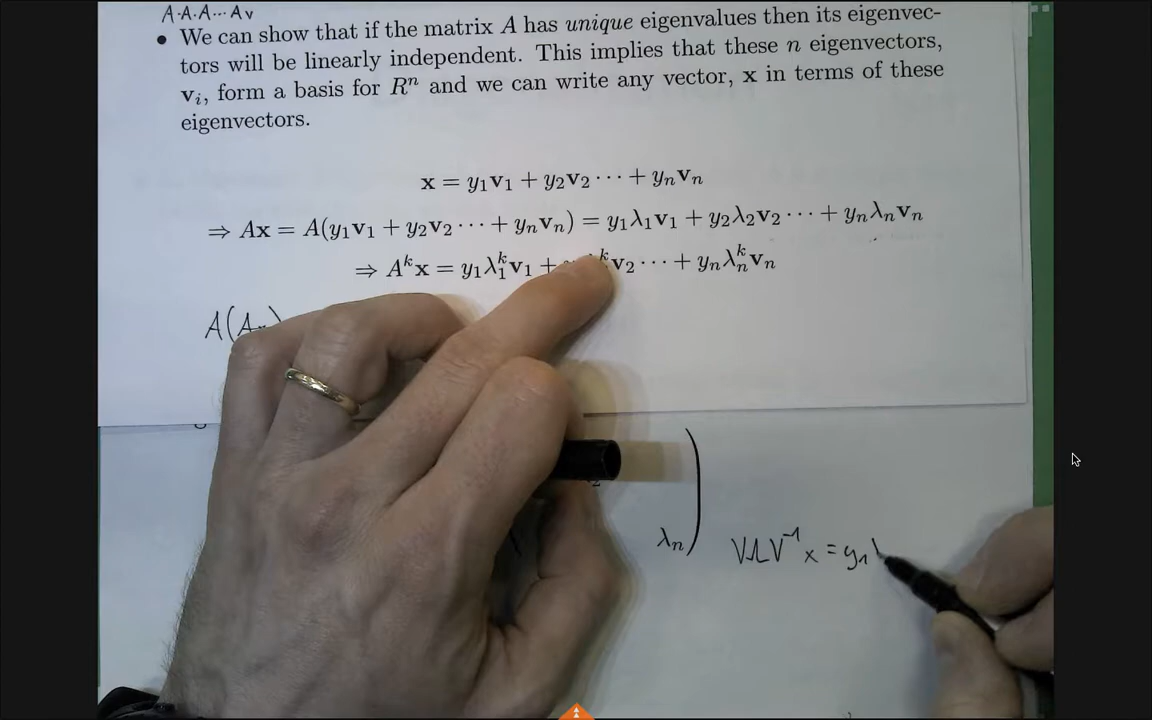 A·A·A··· Av
• We can show that if the matrix A has unique eigenvalues then its eigenvec-
tors will be linearly independent. This implies that these n eigenvectors,
vᵢ, form a basis for Rⁿ and we can write any vector, x in terms of these
eigenvectors.
x = y₁v₁ + y₂v₂ ··· + yₙvₙ
⇒ Ax = A(y₁v₁ + y₂v₂ ··· + yₙvₙ) = y₁λ₁v₁ + y₂λ₂v₂ ··· + yₙλₙvₙ
⇒ Aᵏx = y₁λ₁ᵏv₁ + ᵏv₂ ··· + yₙλₙᵏvₙ
A(A
λₙ)
VΛV⁻¹ x = y₁